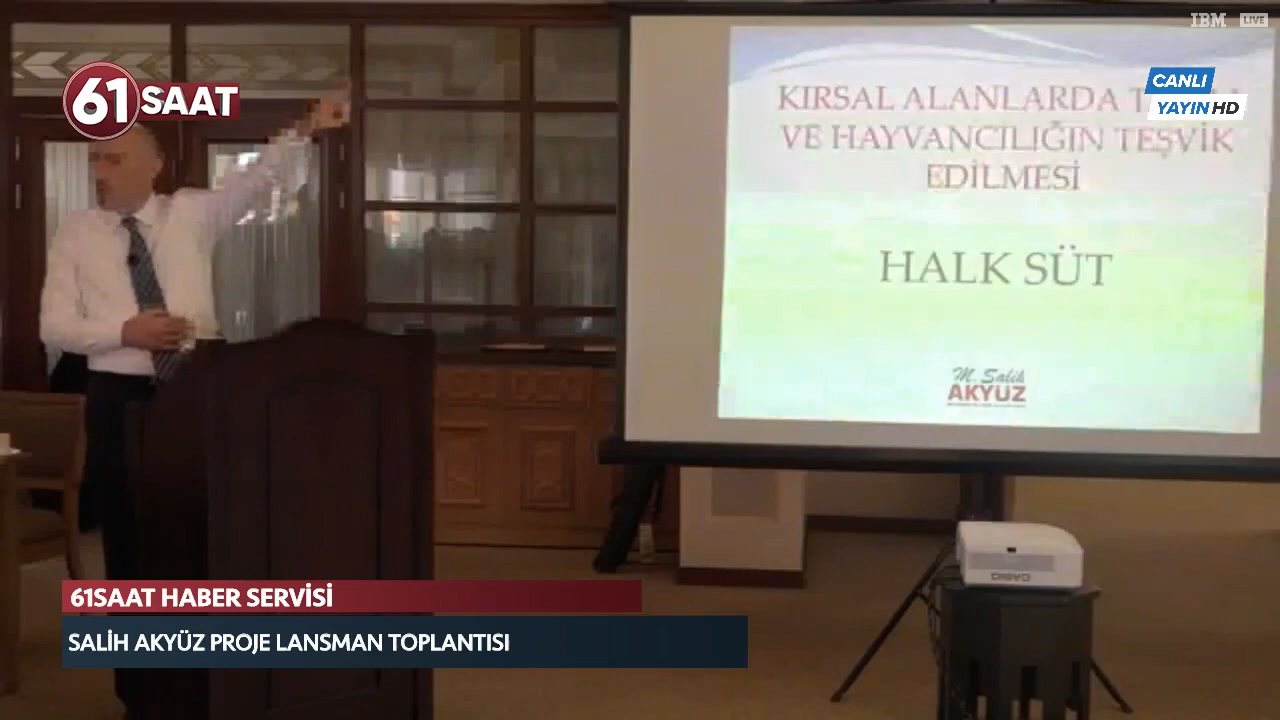 IBM LIVE
61SAAT
CANLI
YAYIN HD
KIRSAL ALANLARDA
VE HAYVANCILIĞIN TEŞVİK
EDİLMESİ
HALK SÜT
M. Salih
AKYÜZ
CASIO
61SAAT HABER SERVİSİ
SALİH AKYÜZ PROJE LANSMAN TOPLANTISI